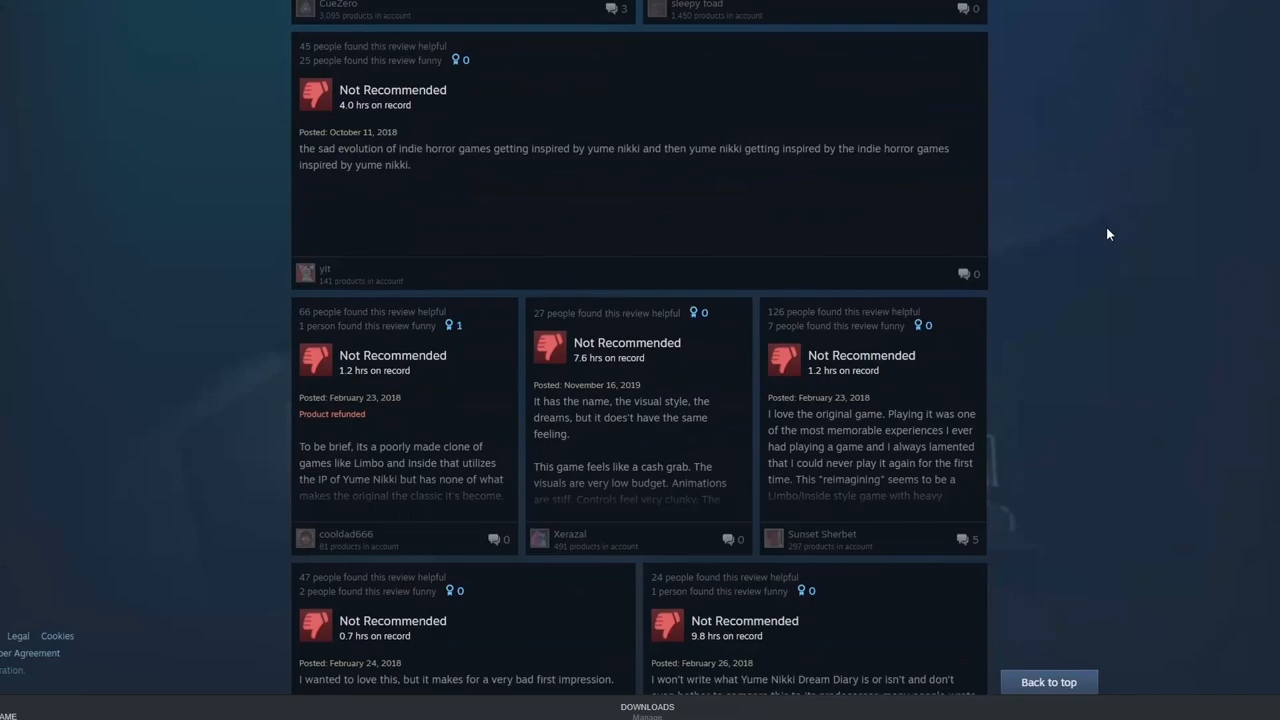 CueZero
3,095 products in account
3
sleepy toad
1,450 products in account
0
45 people found this review helpful
25 people found this review funny
0
Not Recommended
4.0 hrs on record
Posted: October 11, 2018
the sad evolution of indie horror games getting inspired by yume nikki and then yume nikki getting inspired by the indie horror games
inspired by yume nikki.
yit
141 products in account
0
66 people found this review helpful
1 person found this review funny
1
Not Recommended
1.2 hrs on record
Posted: February 23, 2018
Product refunded
To be brief, its a poorly made clone of
games like Limbo and Inside that utilizes
the IP of Yume Nikki but has none of what
makes the original the classic it's become.
cooldad666
81 products in account
0
27 people found this review helpful
0
Not Recommended
7.6 hrs on record
Posted: November 16, 2019
It has the name, the visual style, the
dreams, but it does't have the same
feeling.
This game feels like a cash grab. The
visuals are very low budget. Animations
are stiff. Controls feel very clunky. The
Xerazal
491 products in account
0
126 people found this review helpful
7 people found this review funny
0
Not Recommended
1.2 hrs on record
Posted: February 23, 2018
I love the original game. Playing it was one
of the most memorable experiences I ever
had playing a game and I always lamented
that I could never play it again for the first
time. This "reimagining" seems to be a
Limbo/Inside style game with heavy
Sunset Sherbet
297 products in account
5
47 people found this review helpful
2 people found this review funny
0
Not Recommended
0.7 hrs on record
Posted: February 24, 2018
I wanted to love this, but it makes for a very bad first impression.
24 people found this review helpful
1 person found this review funny
0
Not Recommended
9.8 hrs on record
Posted: February 26, 2018
I won't write what Yume Nikki Dream Diary is or isn't and don't
even bother to compare this to its predecessor, many people wrote
Legal Cookies
ber Agreement
ration.
Back to top
DOWNLOADS
Manage
AME